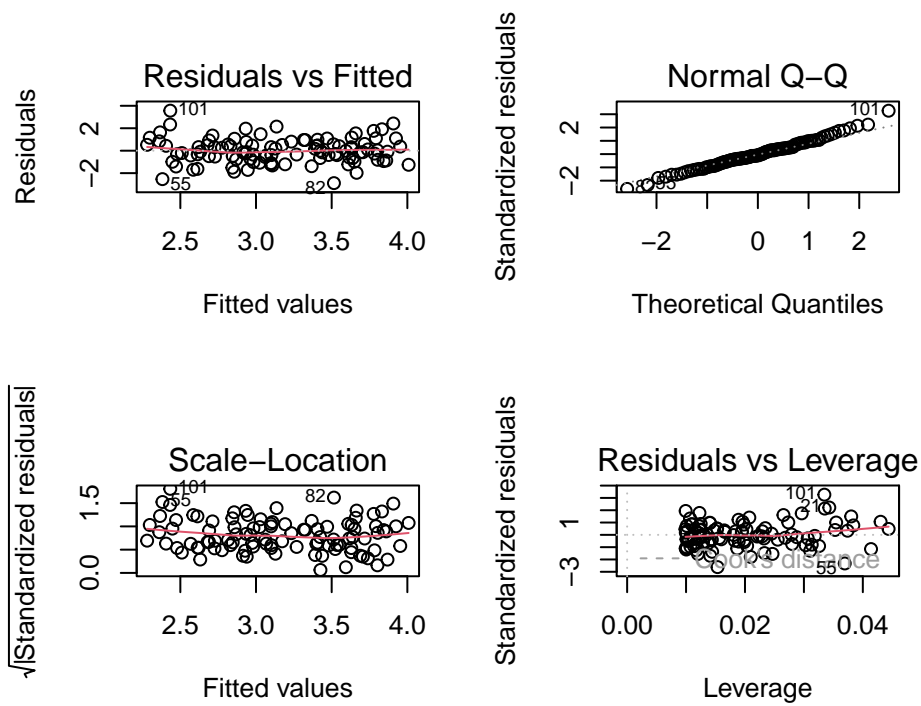 Residuals vs Fitted
Residuals
2
−2
101
55
82
2.5 3.0 3.5 4.0
Fitted values
Normal Q−Q
Standardized residuals
2
−2
101
−2 0 1 2
Theoretical Quantiles
Scale−Location
√|Standardized residuals|
1.5
0.0
101
55
82
2.5 3.0 3.5 4.0
Fitted values
Residuals vs Leverage
Standardized residuals
1
−3
101
21
Cook's distance
55
0.00 0.02 0.04
Leverage